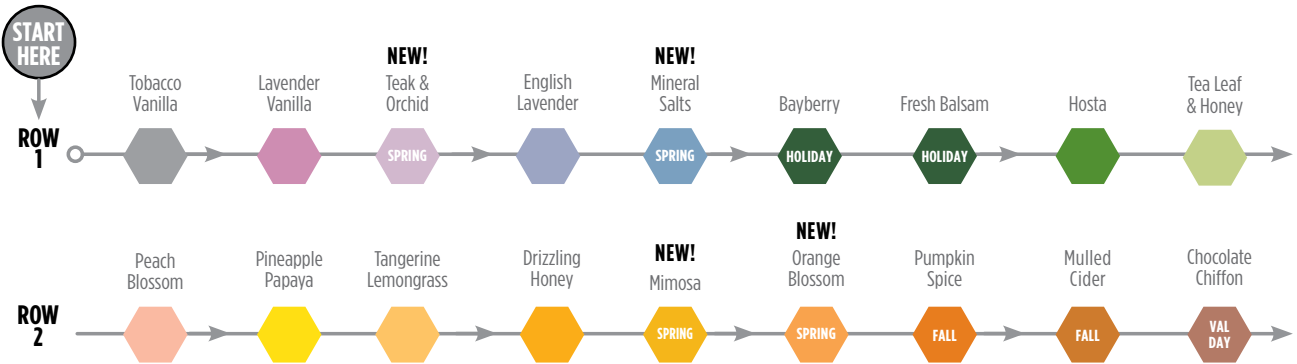 START
HERE
NEW!
NEW!
Tobacco
Vanilla
Lavender
Vanilla
Teak &
Orchid
English
Lavender
Mineral
Salts
Bayberry
Fresh Balsam
Hosta
Tea Leaf
& Honey
ROW
1
SPRING
SPRING
HOLIDAY
HOLIDAY
NEW!
NEW!
Peach
Blossom
Pineapple
Papaya
Tangerine
Lemongrass
Drizzling
Honey
Mimosa
Orange
Blossom
Pumpkin
Spice
Mulled
Cider
Chocolate
Chiffon
ROW
2
SPRING
SPRING
FALL
FALL
VAL
DAY